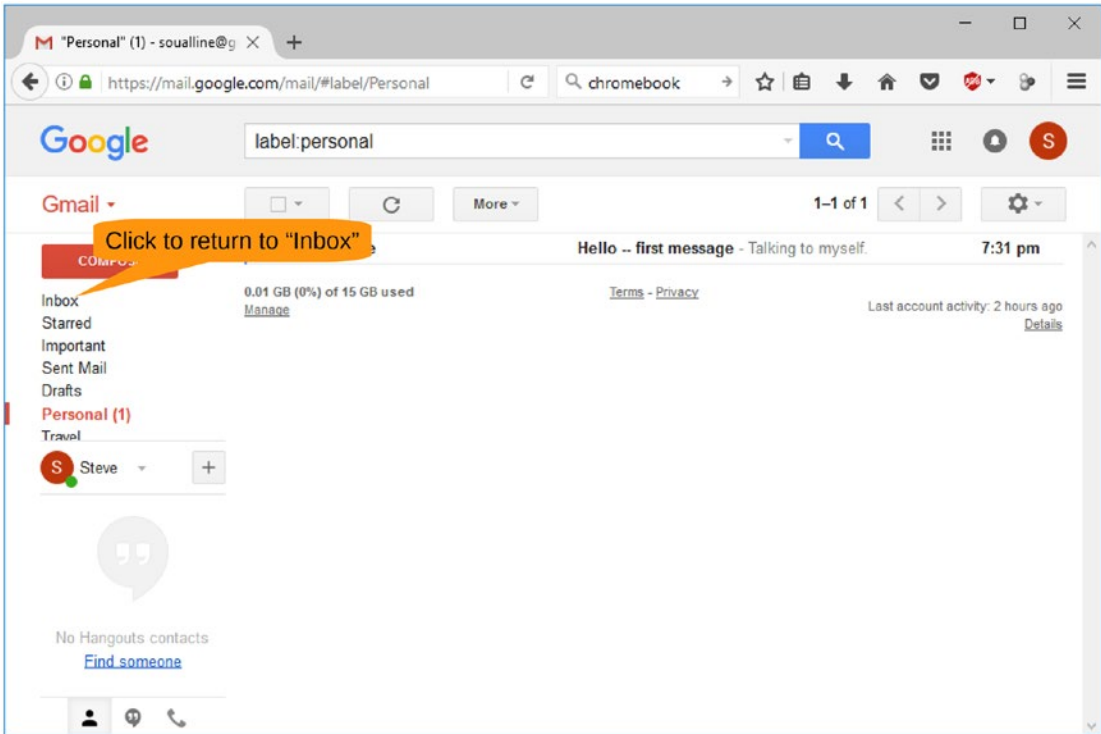 "Personal" (1) - soualline@g
https://mail.google.com/mail/#label/Personal
chromebook
Google
label:personal
S
Gmail
More
1–1 of 1
Click to return to “Inbox”
Hello -- first message - Talking to myself.
7:31 pm
Inbox
0.01 GB (0%) of 15 GB used
Manage
Terms - Privacy
Last account activity: 2 hours ago
Details
Starred
Important
Sent Mail
Drafts
Personal (1)
Travel
S Steve
No Hangouts contacts
Find someone